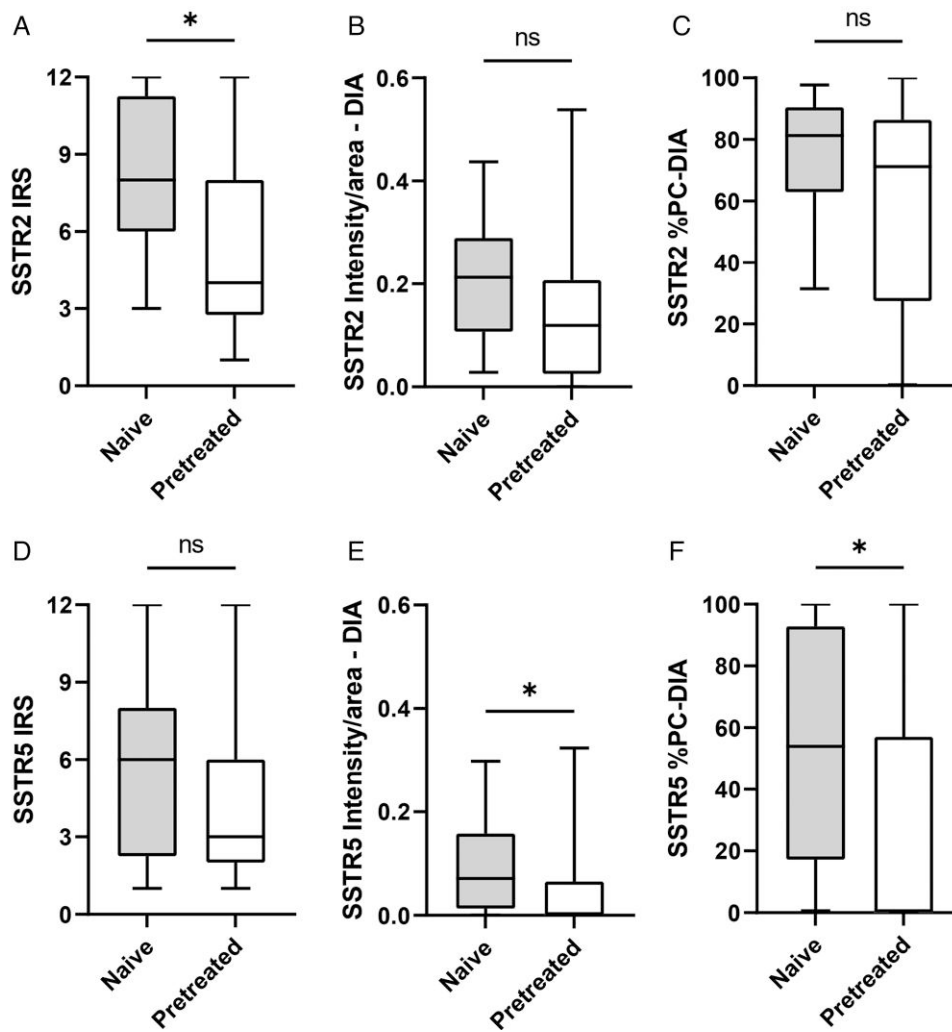 A
*
SSTR2 IRS
12
9
6
3
0
Naive
Pretreated
B
ns
SSTR2 Intensity/area - DIA
0.6
0.4
0.2
0.0
Naive
Pretreated
C
ns
SSTR2 %PC-DIA
100
80
60
40
20
0
Naive
Pretreated
D
ns
SSTR5 IRS
12
9
6
3
0
Naive
Pretreated
E
*
SSTR5 Intensity/area - DIA
0.6
0.4
0.2
0.0
Naive
Pretreated
F
*
SSTR5 %PC-DIA
100
80
60
40
20
0
Naive
Pretreated